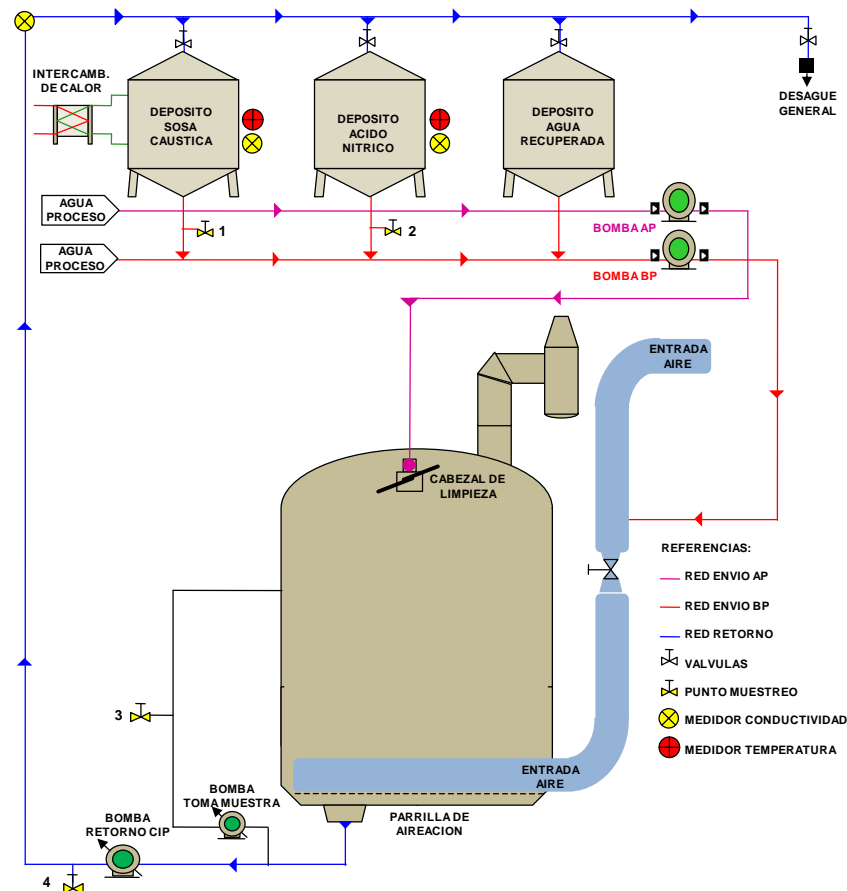 INTERCAMB.
DE CALOR
DEPOSITO
SOSA
CAUSTICA
DEPOSITO
ACIDO
NITRICO
DEPOSITO
AGUA
RECUPERADA
DESAGUE
GENERAL
AGUA
PROCESO
1
2
BOMBA AP
AGUA
PROCESO
BOMBA BP
ENTRADA
AIRE
CABEZAL DE
LIMPIEZA
REFERENCIAS:
RED ENVIO AP
RED ENVIO BP
RED RETORNO
VALVULAS
PUNTO MUESTREO
MEDIDOR CONDUCTIVIDAD
MEDIDOR TEMPERATURA
3
ENTRADA
AIRE
BOMBA
TOMA MUESTRA
BOMBA
RETORNO CIP
PARRILLA DE
AIREACION
4